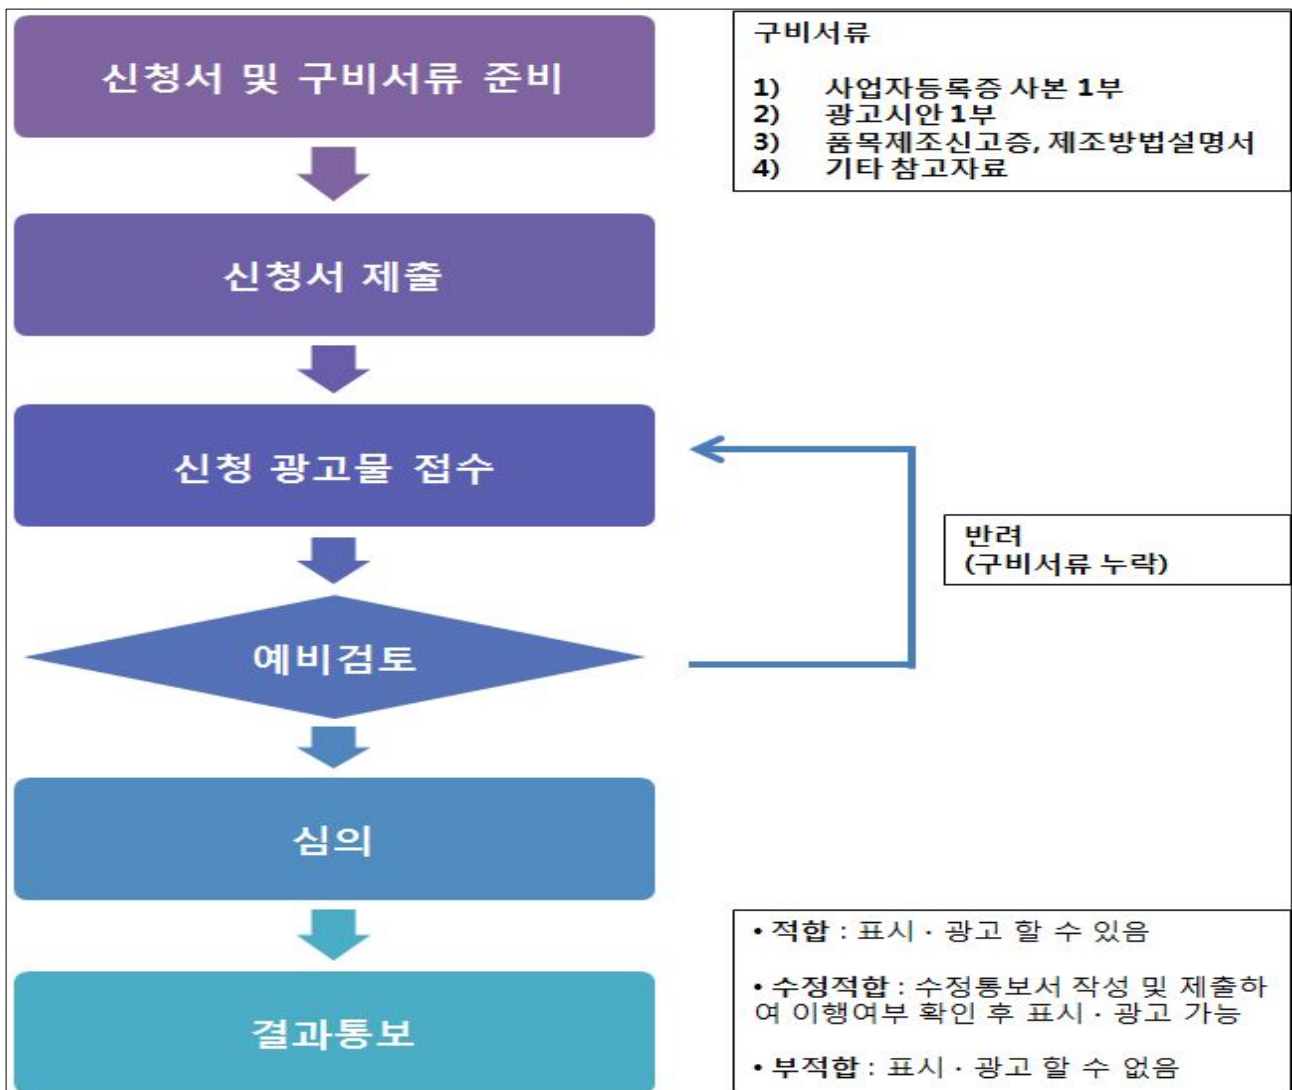 신청서 및 구비서류 준비
구비서류
1) 사업자등록증 사본 1부
2) 광고시안 1부
3) 품목제조신고증, 제조방법설명서
4) 기타 참고자료
신청서 제출
신청 광고물 접수
반려
(구비서류 누락)
예비검토
심의
결과통보
• 적합 : 표시 · 광고 할 수 있음
• 수정적합 : 수정통보서 작성 및 제출하
여 이행여부 확인 후 표시 · 광고 가능
• 부적합 : 표시 · 광고 할 수 없음